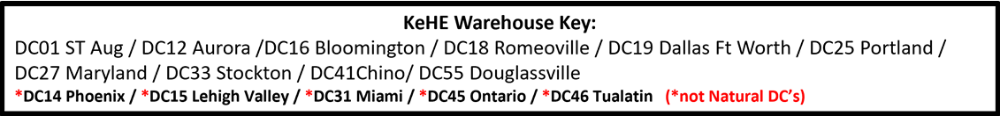 KeHE Warehouse Key:
DC01 ST Aug / DC12 Aurora /DC16 Bloomington / DC18 Romeoville / DC19 Dallas Ft Worth / DC25 Portland /
DC27 Maryland / DC33 Stockton / DC41Chino/ DC55 Douglassville
*DC14 Phoenix / *DC15 Lehigh Valley / *DC31 Miami / *DC45 Ontario / *DC46 Tualatin (*not Natural DC's)